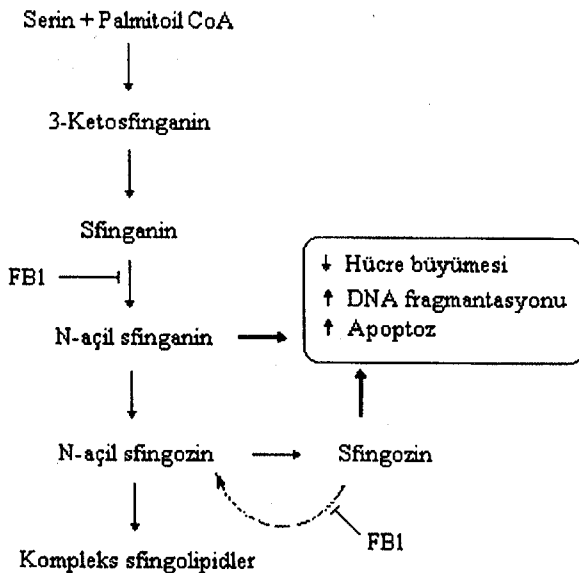 Serin + Palmitoil CoA
3-Ketosfinganin
Sfinganin
FB1
↓ Hücre büyümesi
↑ DNA fragmantasyonu
↑ Apoptoz
N-açil sfinganin
N-açil sfingozin
Sfingozin
FB1
Kompleks sfingolipidler